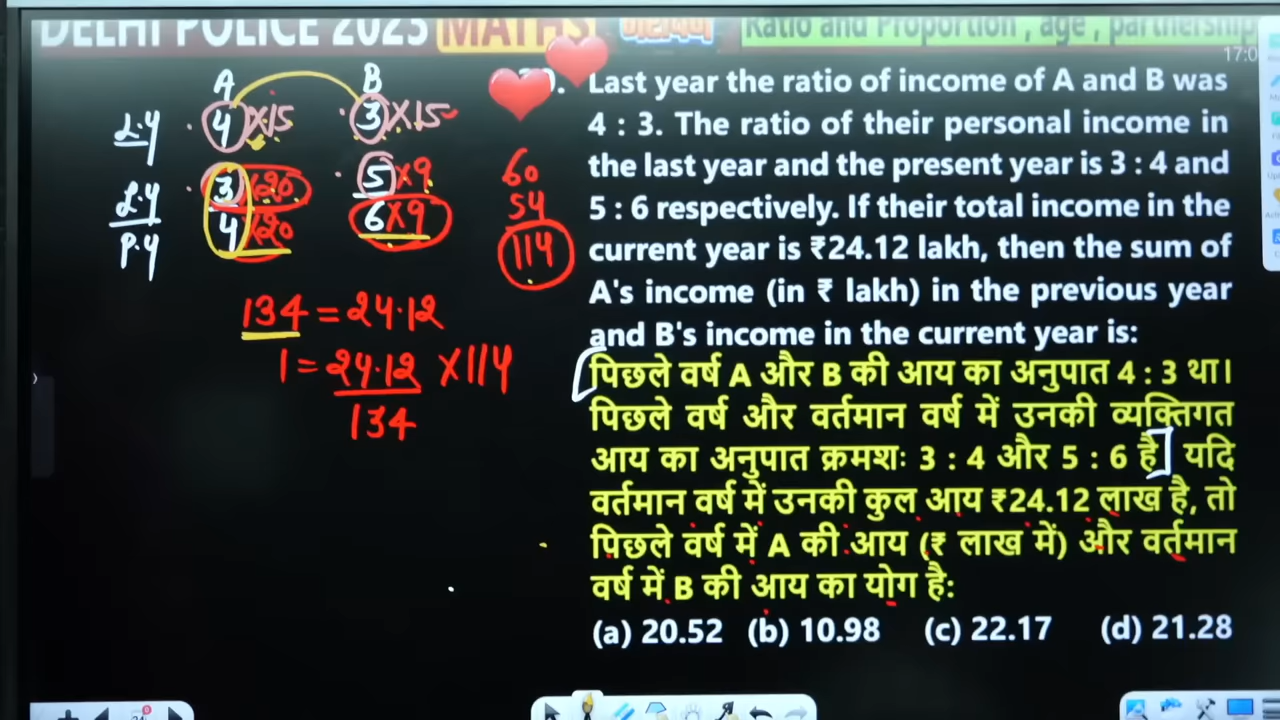 DELHI POLICE 2023 MATHS Ratio and Proportion, age, partnership
17:0
A B
L.Y 4 ×15 3 ×15
L.Y 3 ×20 5 ×9 60
P.Y 4 ×20 6 ×9 54
114
134 = 24.12
1 = 24.12 × 114
134
Last year the ratio of income of A and B was
4 : 3. The ratio of their personal income in
the last year and the present year is 3 : 4 and
5 : 6 respectively. If their total income in the
current year is ₹24.12 lakh, then the sum of
A's income (in ₹ lakh) in the previous year
and B's income in the current year is:
पिछले वर्ष A और B की आय का अनुपात 4 : 3 था।
पिछले वर्ष और वर्तमान वर्ष में उनकी व्यक्तिगत
आय का अनुपात क्रमशः 3 : 4 और 5 : 6 है यदि
वर्तमान वर्ष में उनकी कुल आय ₹24.12 लाख है, तो
पिछले वर्ष में A की आय (₹ लाख में) और वर्तमान
वर्ष में B की आय का योग है:
(a) 20.52 (b) 10.98 (c) 22.17 (d) 21.28